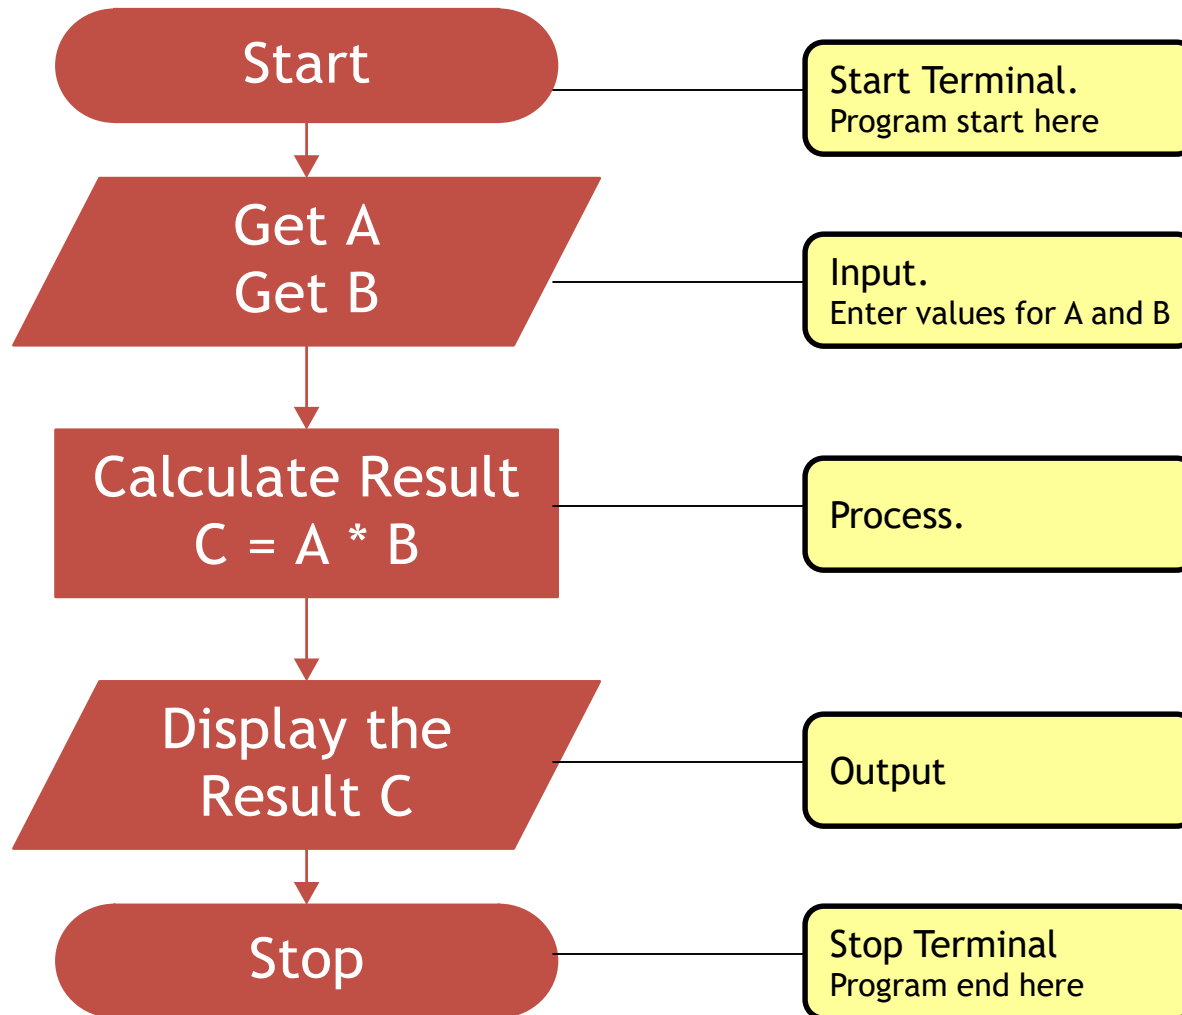 Start
Start Terminal.
Program start here
Get A
Get B
Input.
Enter values for A and B
Calculate Result
C = A * B
Process.
Display the
Result C
Output
Stop
Stop Terminal
Program end here